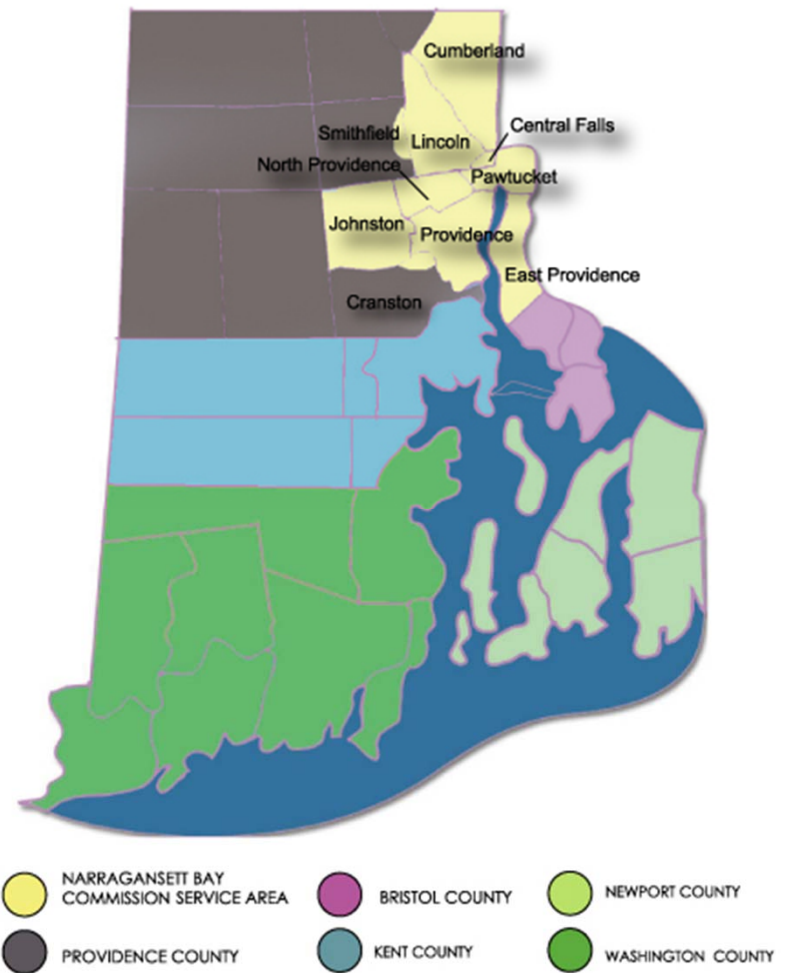 Cumberland
Central Falls
Smithfield
Lincoln
North Providence
Pawtucket
Johnston
Providence
East Providence
Cranston
NARRAGANSETT BAY
COMMISSION SERVICE AREA
BRISTOL COUNTY
NEWPORT COUNTY
PROVIDENCE COUNTY
KENT COUNTY
WASHINGTON COUNTY